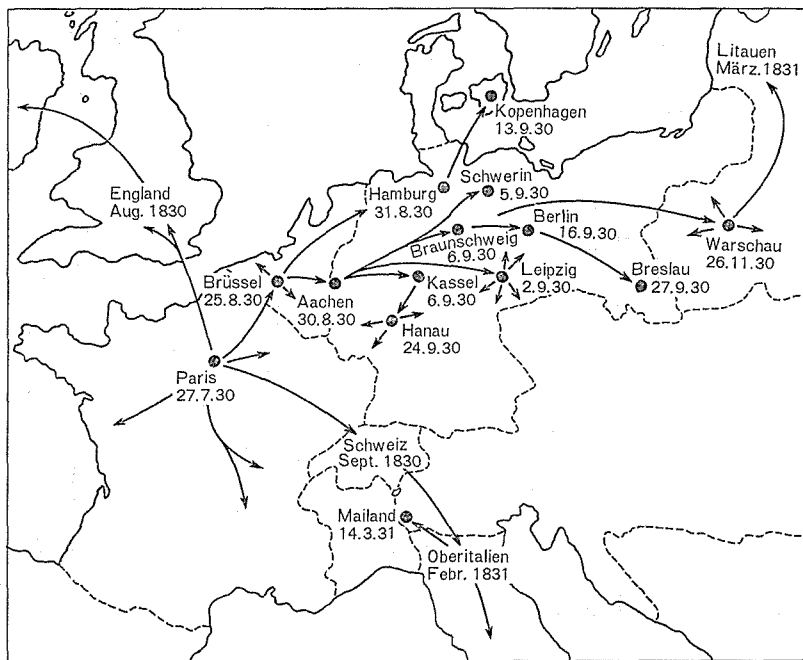 Litauen
März.1831
Kopenhagen
13.9.30
England
Aug. 1830
Hamburg
31.8.30
Schwerin
5.9.30
Braunschweig
6.9.30
Berlin
16.9.30
Warschau
26.11.30
Brüssel
25.8.30
Aachen
30.8.30
Kassel
6.9.30
Leipzig
2.9.30
Breslau
27.9.30
Hanau
24.9.30
Paris
27.7.30
Schweiz
Sept. 1830
Mailand
14.3.31
Oberitalien
Febr. 1831